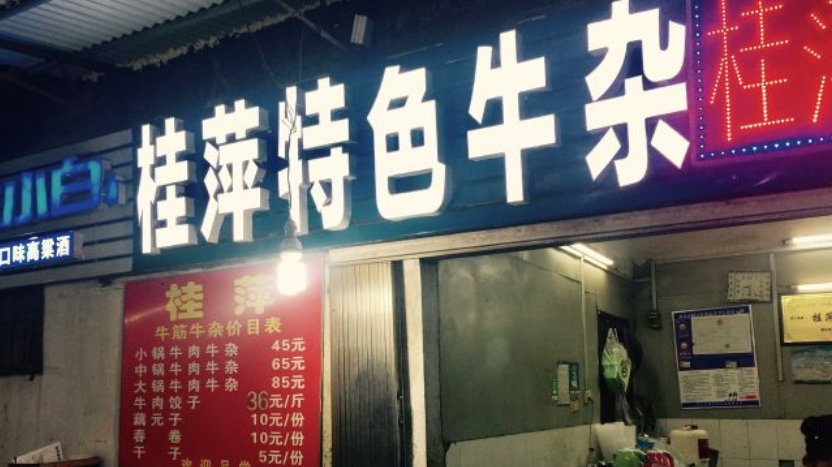 桂萍特色牛杂
桂
小白
口味高粱酒
桂萍
牛筋牛杂价目表
小锅牛肉牛杂 45元
中锅牛肉牛杂 65元
大锅牛肉牛杂 85元
牛肉饺子 36元/斤
藕元子 10元/份
春卷 10元/份
干子 5元/份
欢迎品尝